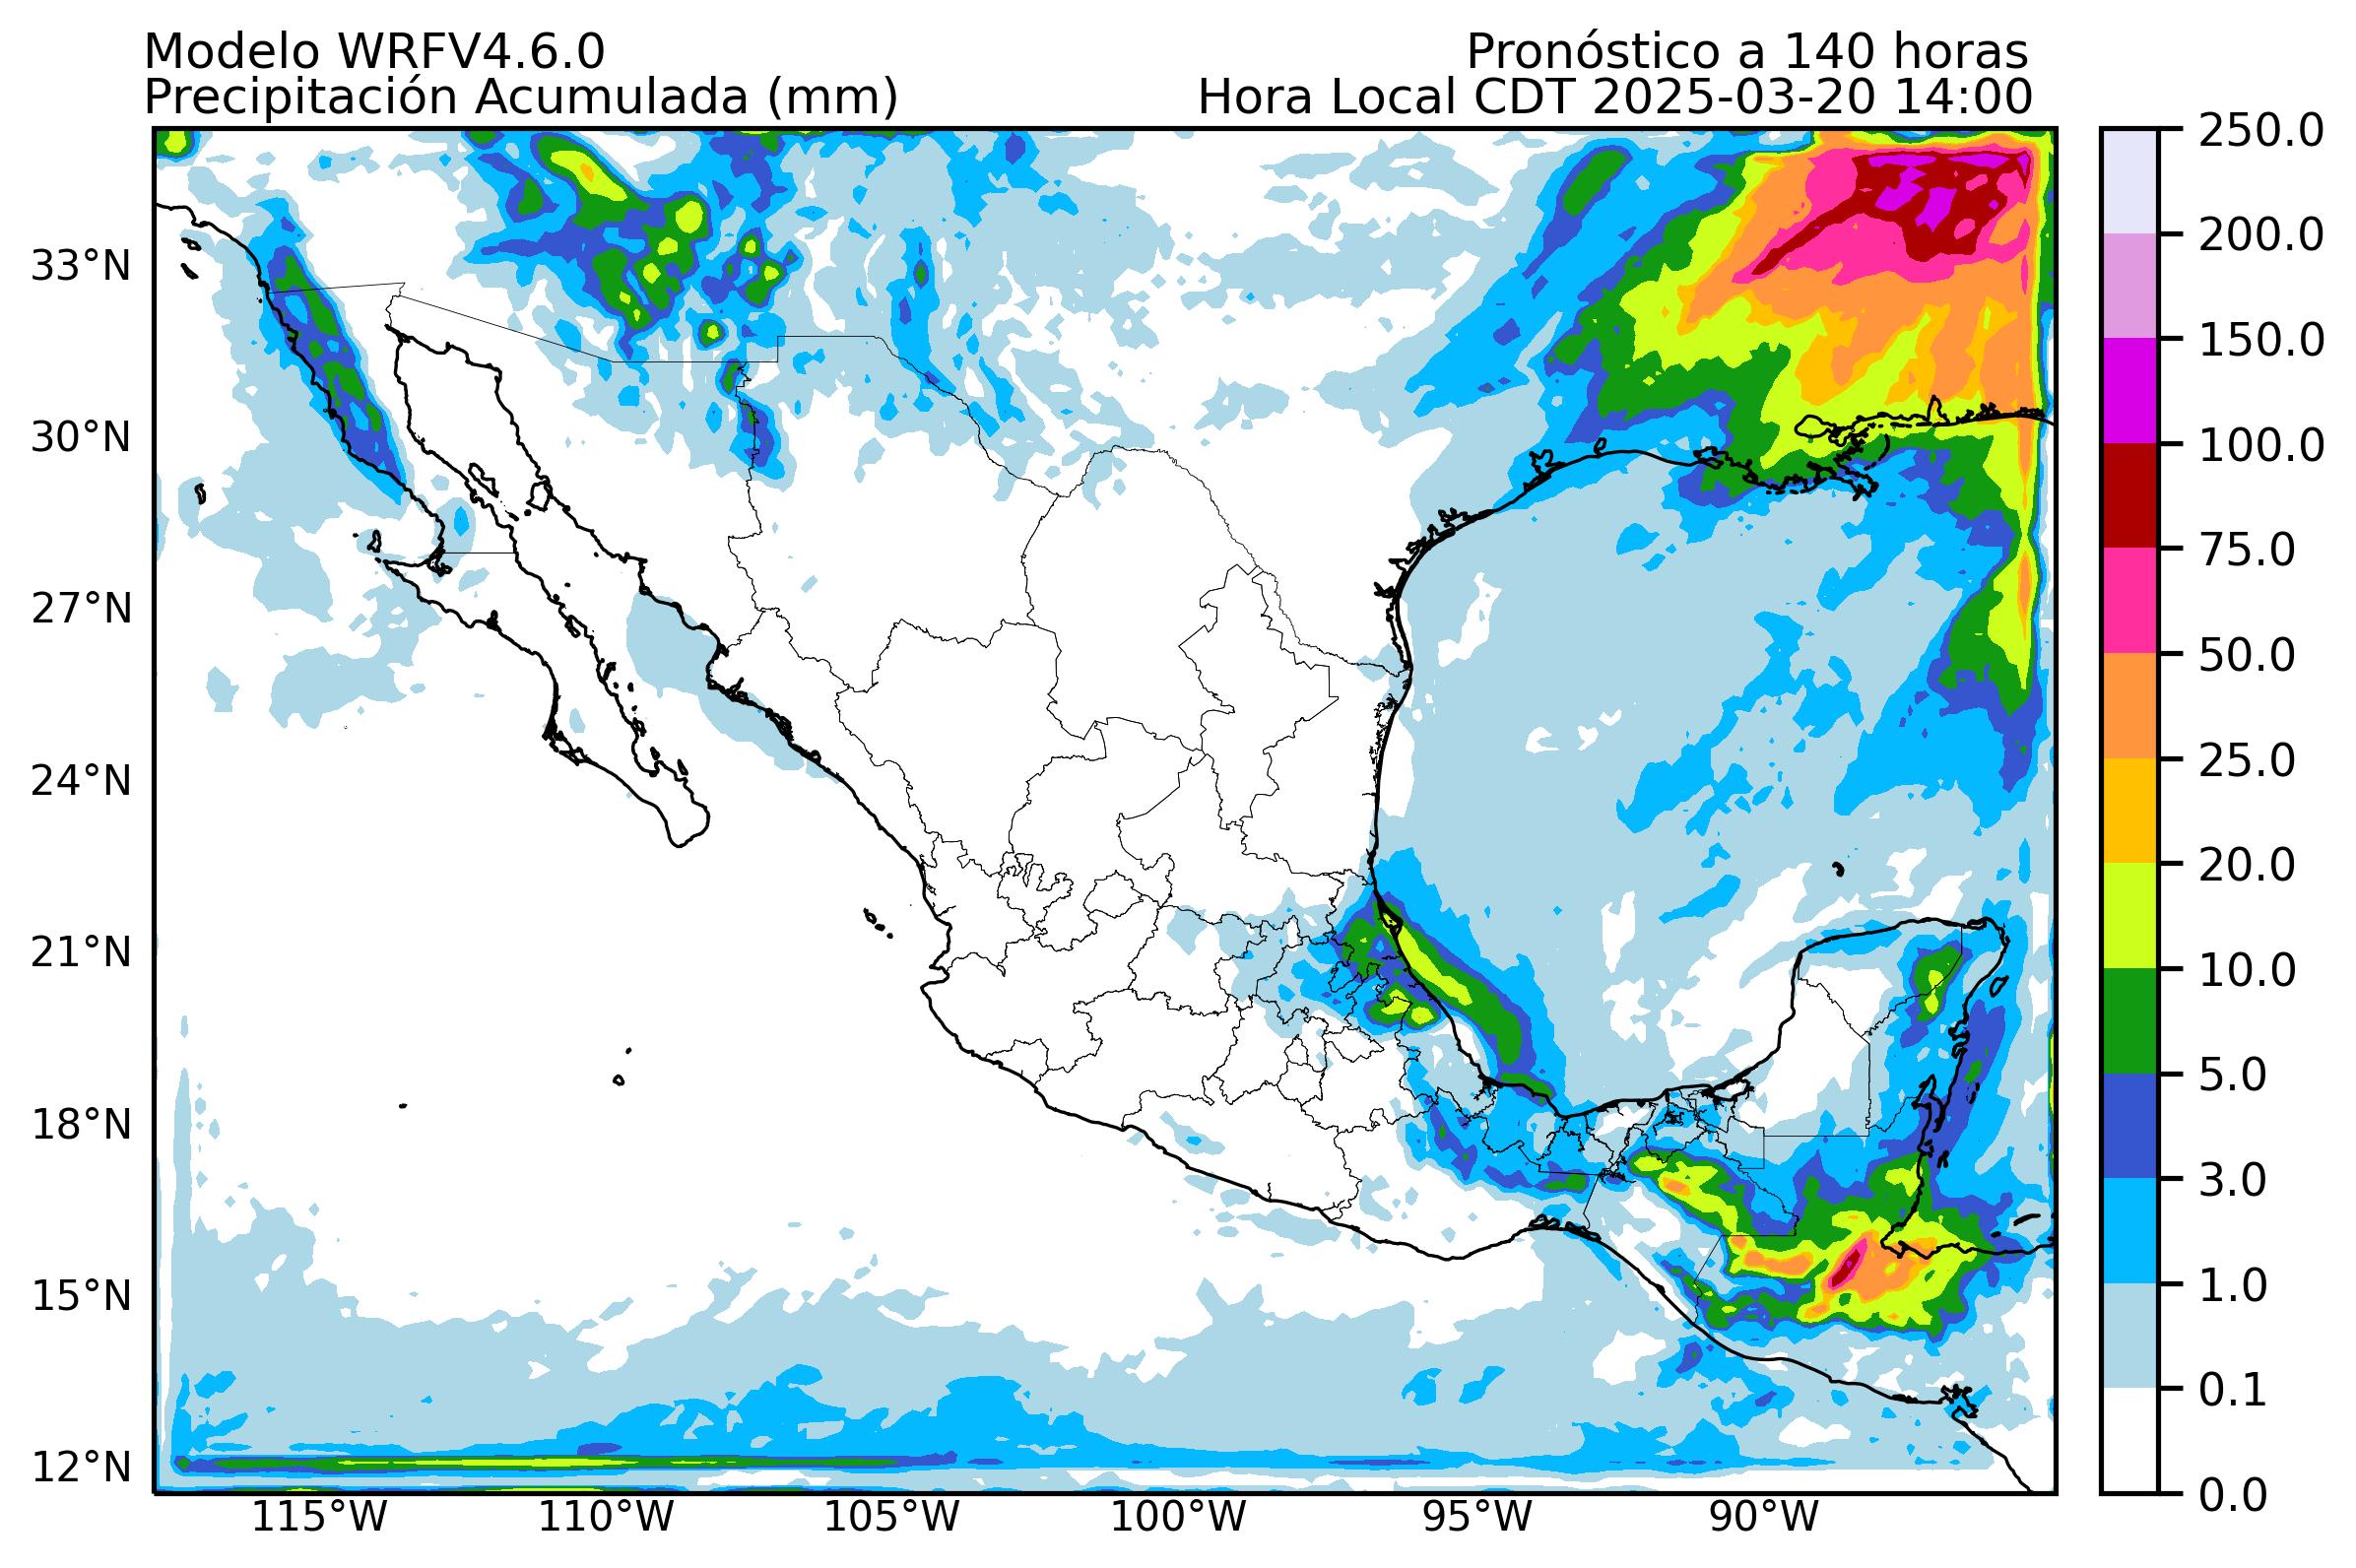 Modelo WRFV4.6.0
Pronóstico a 140 horas
Precipitación Acumulada (mm)
Hora Local CDT 2025-03-20 14:00
33°N
30°N
27°N
24°N
21°N
18°N
15°N
12°N
115°W
110°W
105°W
100°W
95°W
90°W
250.0
200.0
150.0
100.0
75.0
50.0
25.0
20.0
10.0
5.0
3.0
1.0
0.1
0.0